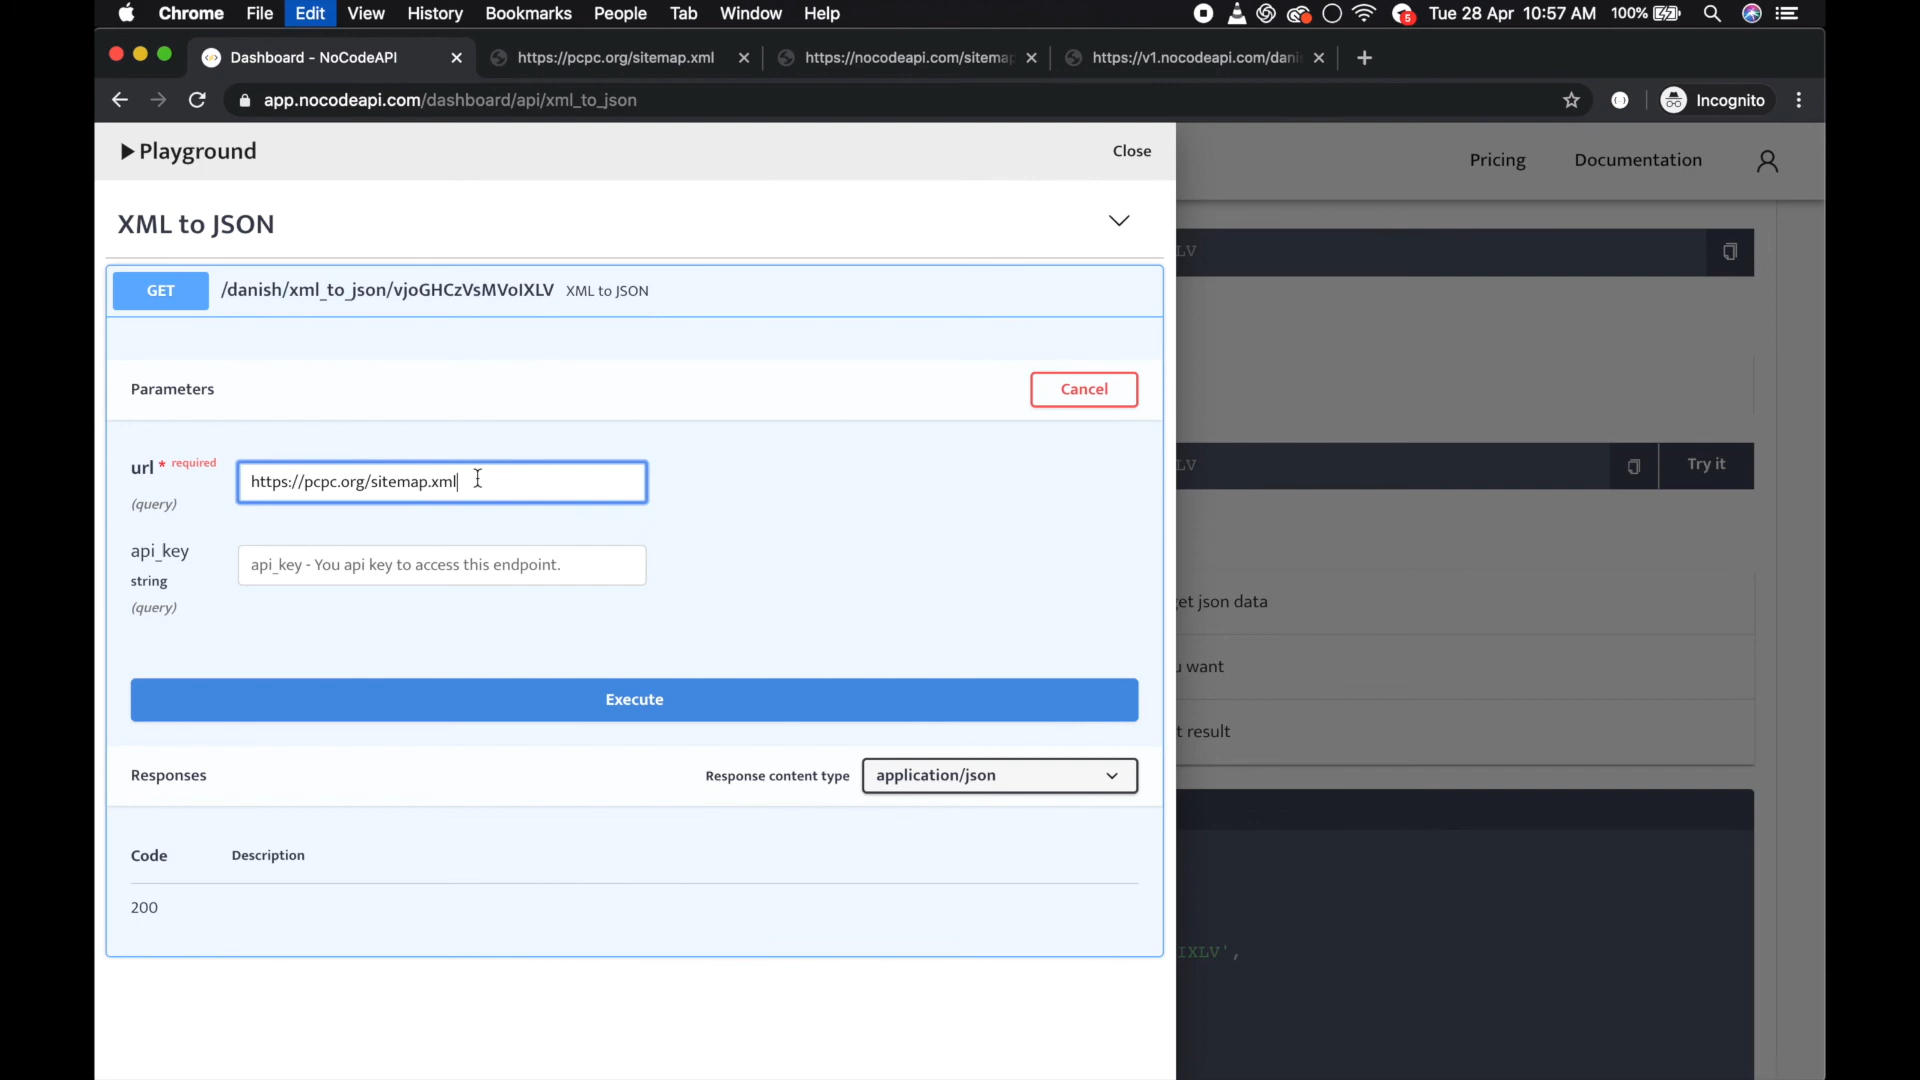 Chrome File Edit View History Bookmarks People Tab Window Help 5 Tue 28 Apr 10:57 AM 100%
Dashboard - NoCodeAPI https://pcpc.org/sitemap.xml https://nocodeapi.com/sitemap https://v1.nocodeapi.com/dani
app.nocodeapi.com/dashboard/api/xml_to_json Incognito
Playground Close
Pricing Documentation
XML to JSON
LV
GET /danish/xml_to_json/vjoGHCzVsMVoIXLV XML to JSON
Parameters Cancel
url * required
https://pcpc.org/sitemap.xml
LV Try it
(query)
api_key
api_key - You api key to access this endpoint.
string
(query)
et json data
u want
Execute
t result
Responses Response content type application/json
Code Description
200
IXLV',